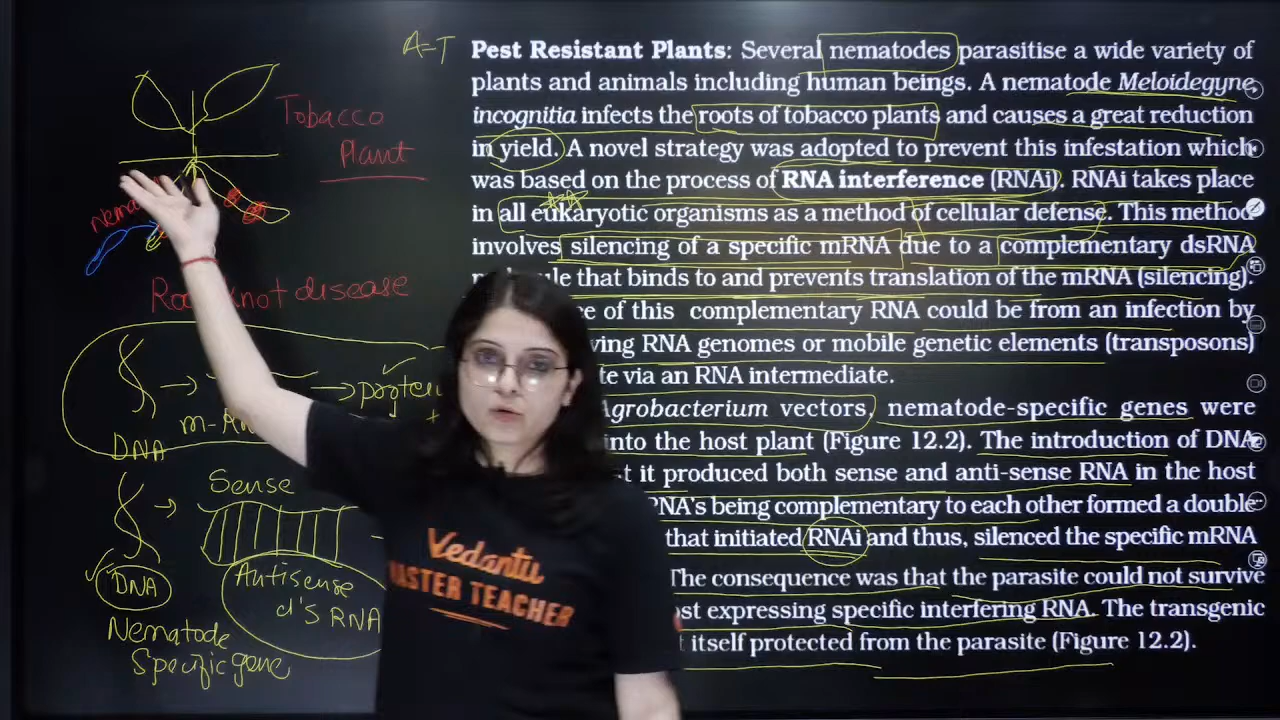 A=T
Pest Resistant Plants: Several nematodes parasitise a wide variety of
plants and animals including human beings. A nematode Meloidegyne
incognitia infects the roots of tobacco plants and causes a great reduction
in yield. A novel strategy was adopted to prevent this infestation which
was based on the process of RNA interference (RNAi). RNAi takes place
in all eukaryotic organisms as a method of cellular defense. This method
involves silencing of a specific mRNA due to a complementary dsRNA
that binds to and prevents translation of the mRNA (silencing).
of this complementary RNA could be from an infection by
RNA genomes or mobile genetic elements (transposons)
via an RNA intermediate.
Agrobacterium vectors, nematode-specific genes were
into the host plant (Figure 12.2). The introduction of DNA
it produced both sense and anti-sense RNA in the host
being complementary to each other formed a double
that initiated RNAi and thus, silenced the specific mRNA
The consequence was that the parasite could not survive
expressing specific interfering RNA. The transgenic
itself protected from the parasite (Figure 12.2).
Tobacco
Plant
disease
DNA
Sense
DNA
Antisense
d'S RNA
Nematode
Specific gene
Vedantu
MASTER TEACHER